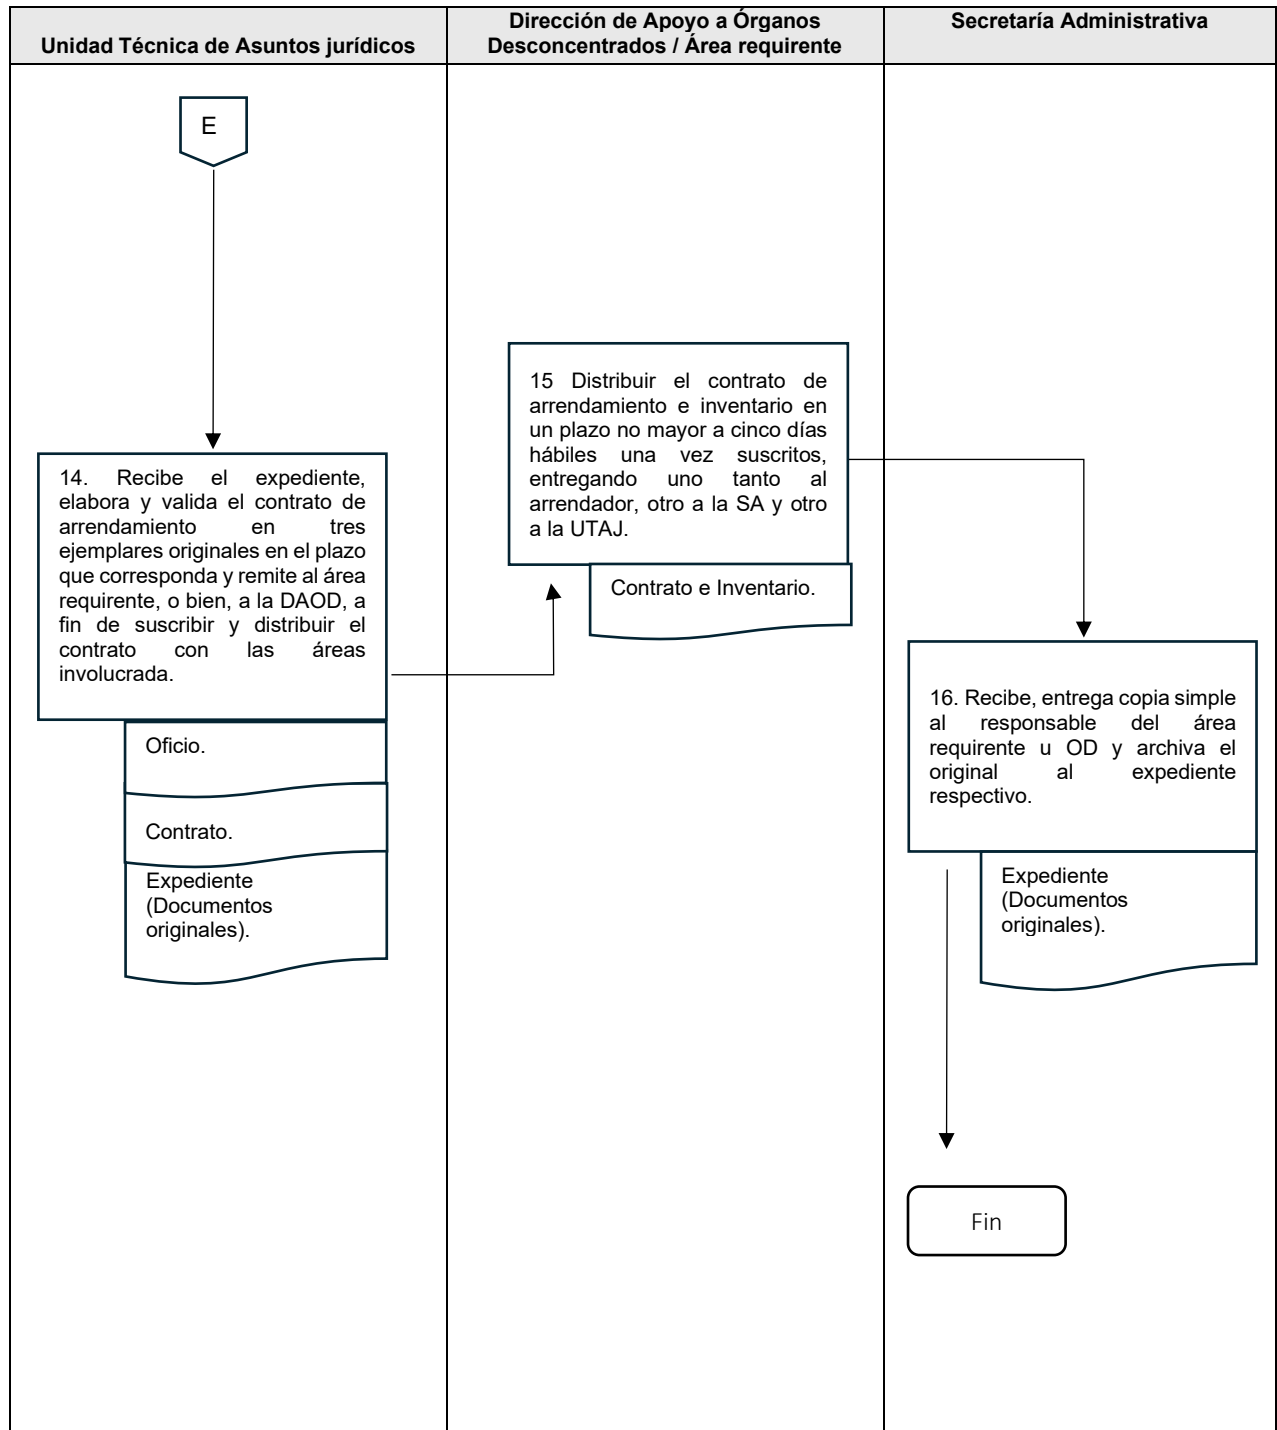 Unidad Técnica de Asuntos jurídicos
Dirección de Apoyo a Órganos
Desconcentrados / Área requirente
Secretaría Administrativa
E
14. Recibe el expediente,
elabora y valida el contrato de
arrendamiento en tres
ejemplares originales en el plazo
que corresponda y remite al área
requirente, o bien, a la DAOD, a
fin de suscribir y distribuir el
contrato con las áreas
involucrada.
Oficio.
Contrato.
Expediente
(Documentos
originales).
15 Distribuir el contrato de
arrendamiento e inventario en
un plazo no mayor a cinco días
hábiles una vez suscritos,
entregando uno tanto al
arrendador, otro a la SA y otro
a la UTAJ.
Contrato e Inventario.
16. Recibe, entrega copia simple
al responsable del área
requirente u OD y archiva el
original al expediente
respectivo.
Expediente
(Documentos
originales).
Fin